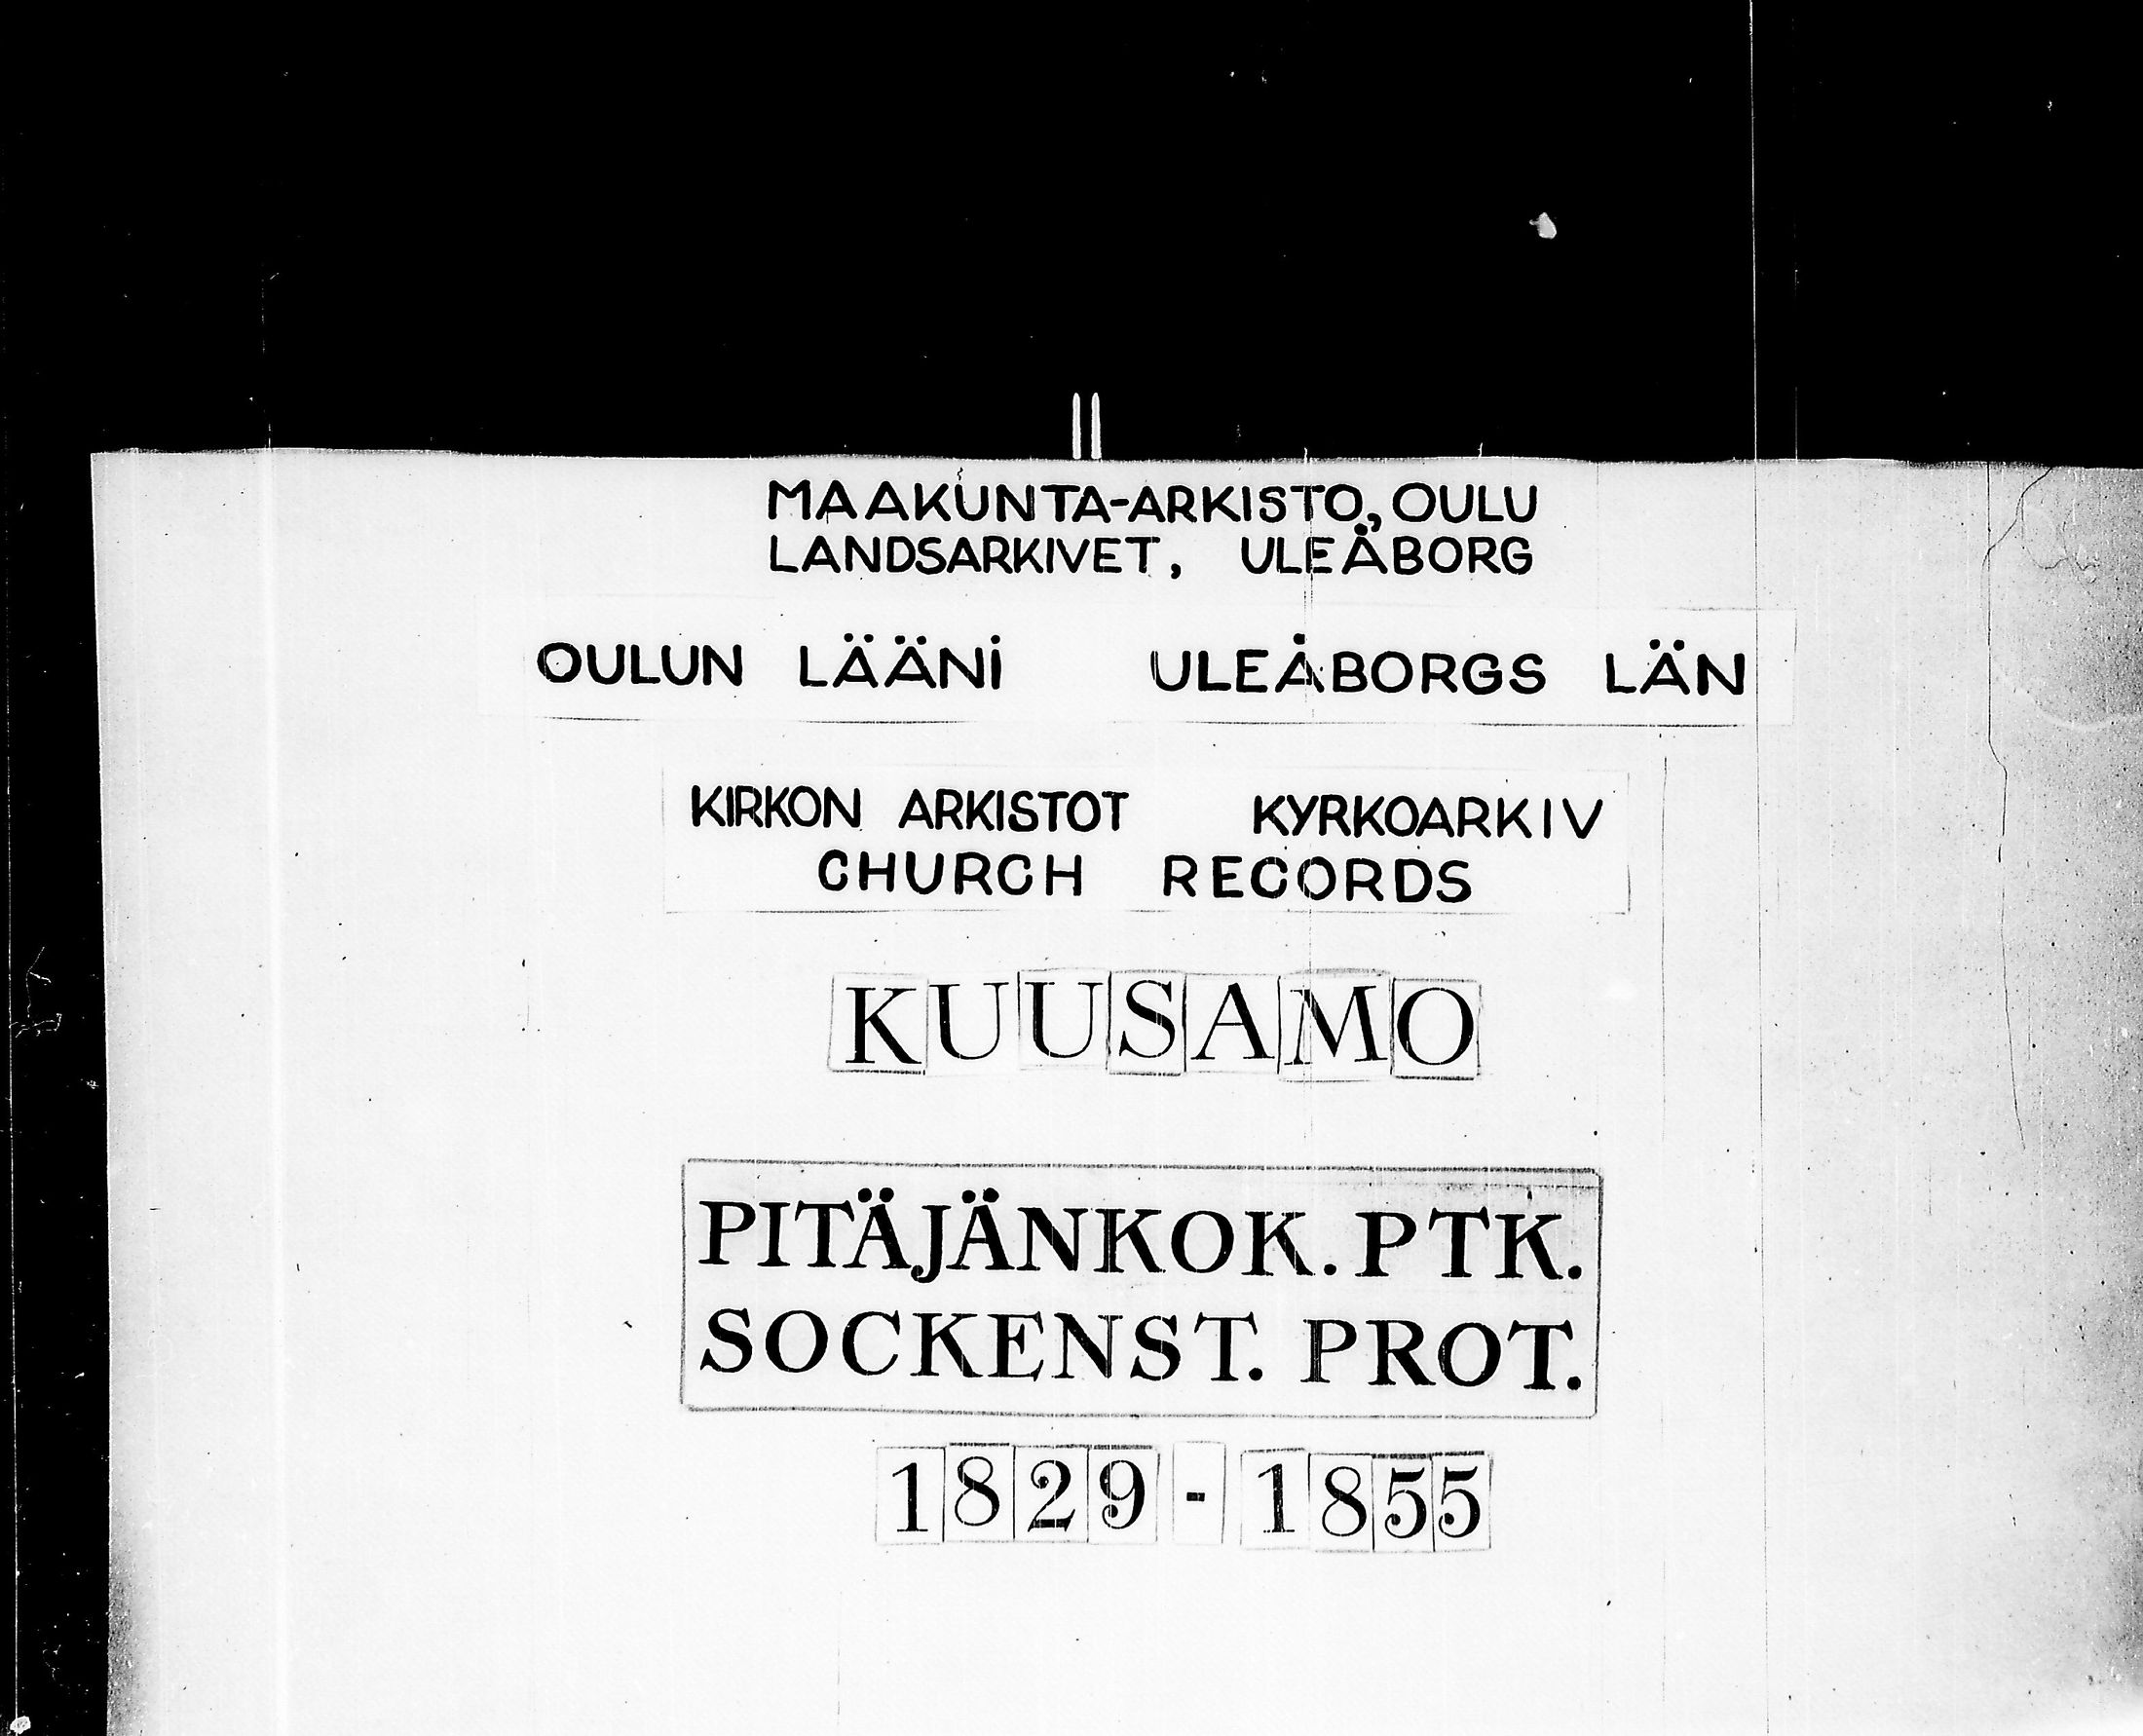 MAAKUNTA-ARKISTO, OULU
LANDSARKIVET, ULEÅBORG
OULUN LÄÄNI ULEÅBORGS LÄN
KIRKON ARKISTOT KYRKOARKIV
CHURCH RECORDS
KUUSAMO
PITÄJÄNKOK. PTK.
SOCKENST. PROT.
1829-1855